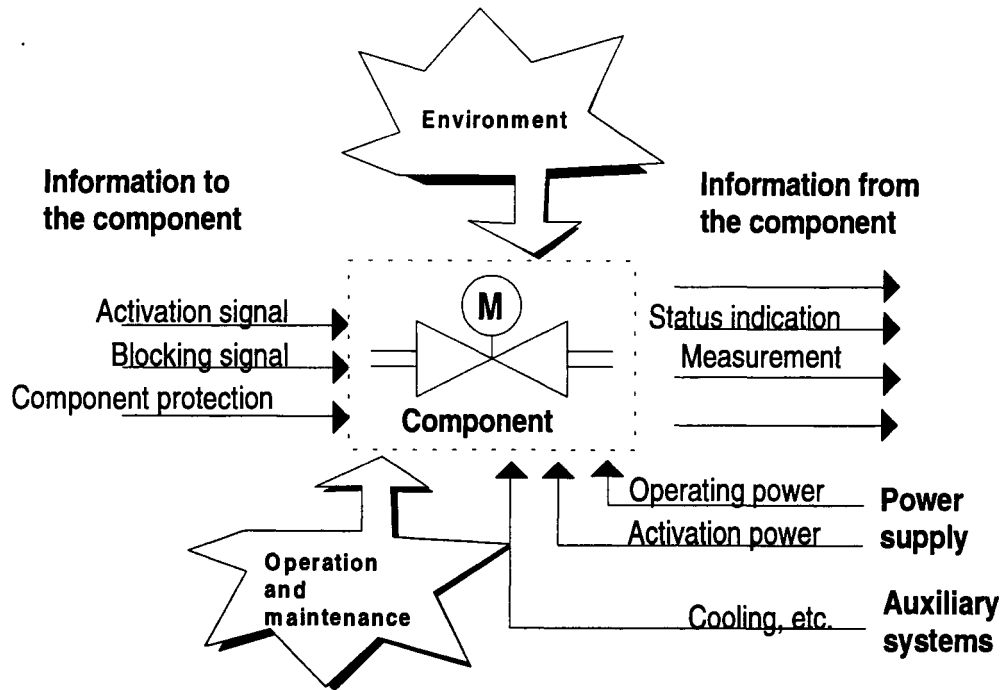 Environment
Information to
the component
Information from
the component
Activation signal
Blocking signal
Component protection
M
Component
Status indication
Measurement
Operating power
Activation power
Power
supply
Operation
and
maintenance
Cooling, etc.
Auxiliary
systems